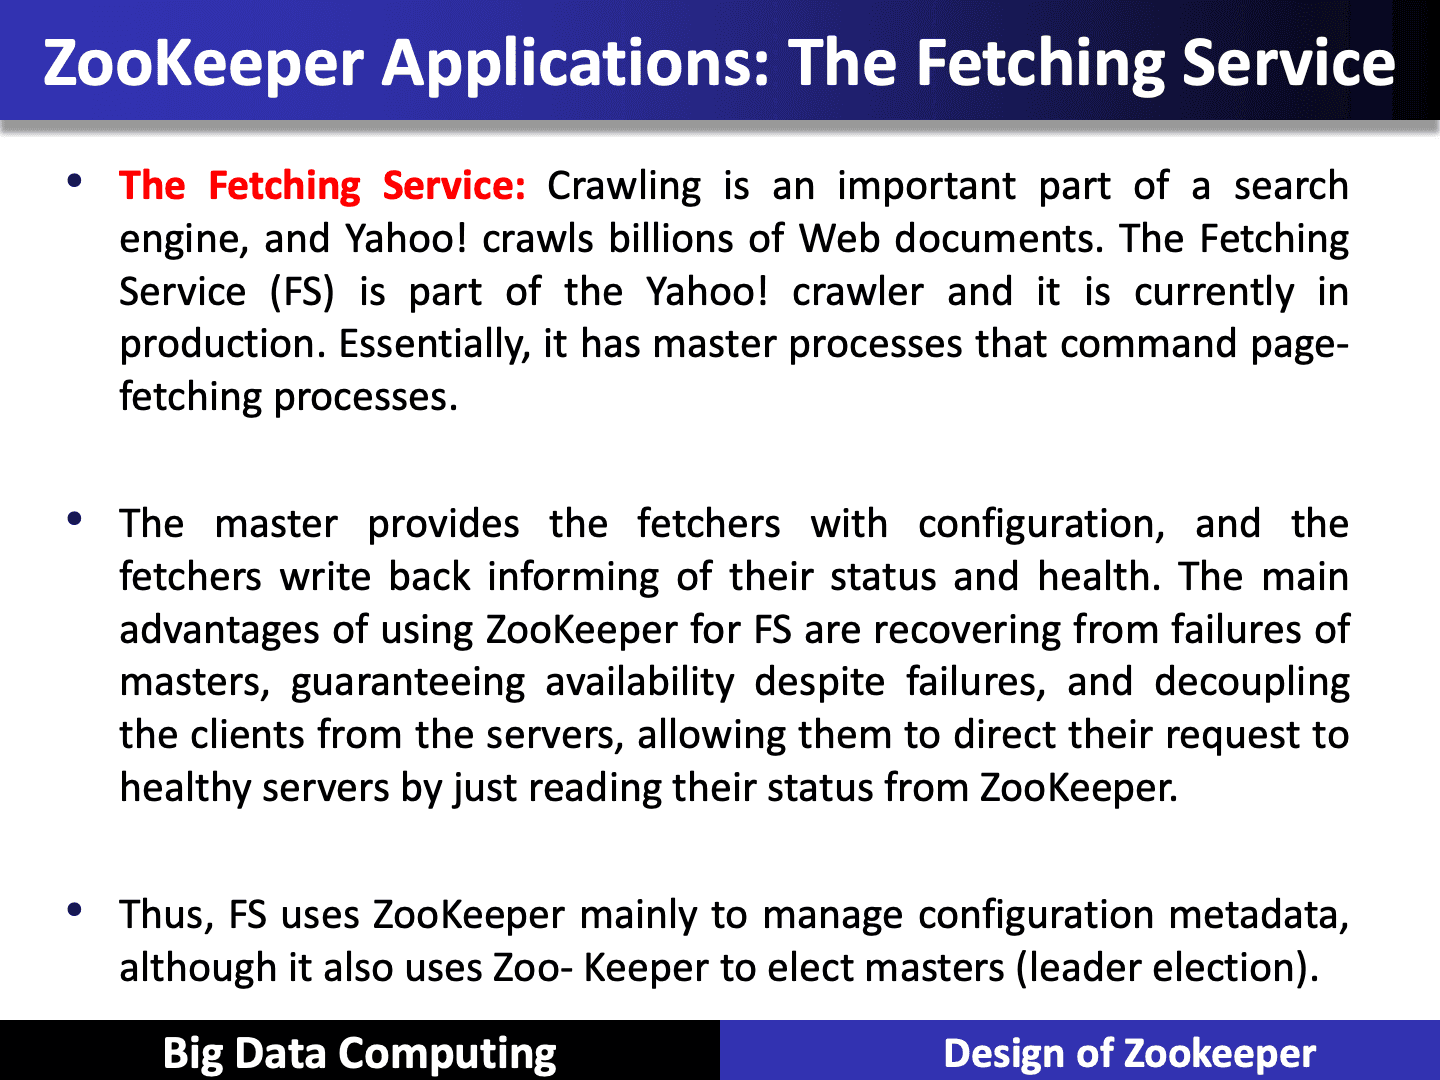 ZooKeeper Applications: The Fetching Service
• The Fetching Service: Crawling is an important part of a search
engine, and Yahoo! crawls billions of Web documents. The Fetching
Service (FS) is part of the Yahoo! crawler and it is currently in
production. Essentially, it has master processes that command page-
fetching processes.
• The master provides the fetchers with configuration, and the
fetchers write back informing of their status and health. The main
advantages of using ZooKeeper for FS are recovering from failures of
masters, guaranteeing availability despite failures, and decoupling
the clients from the servers, allowing them to direct their request to
healthy servers by just reading their status from ZooKeeper.
• Thus, FS uses ZooKeeper mainly to manage configuration metadata,
although it also uses Zoo- Keeper to elect masters (leader election).
Big Data Computing
Design of Zookeeper